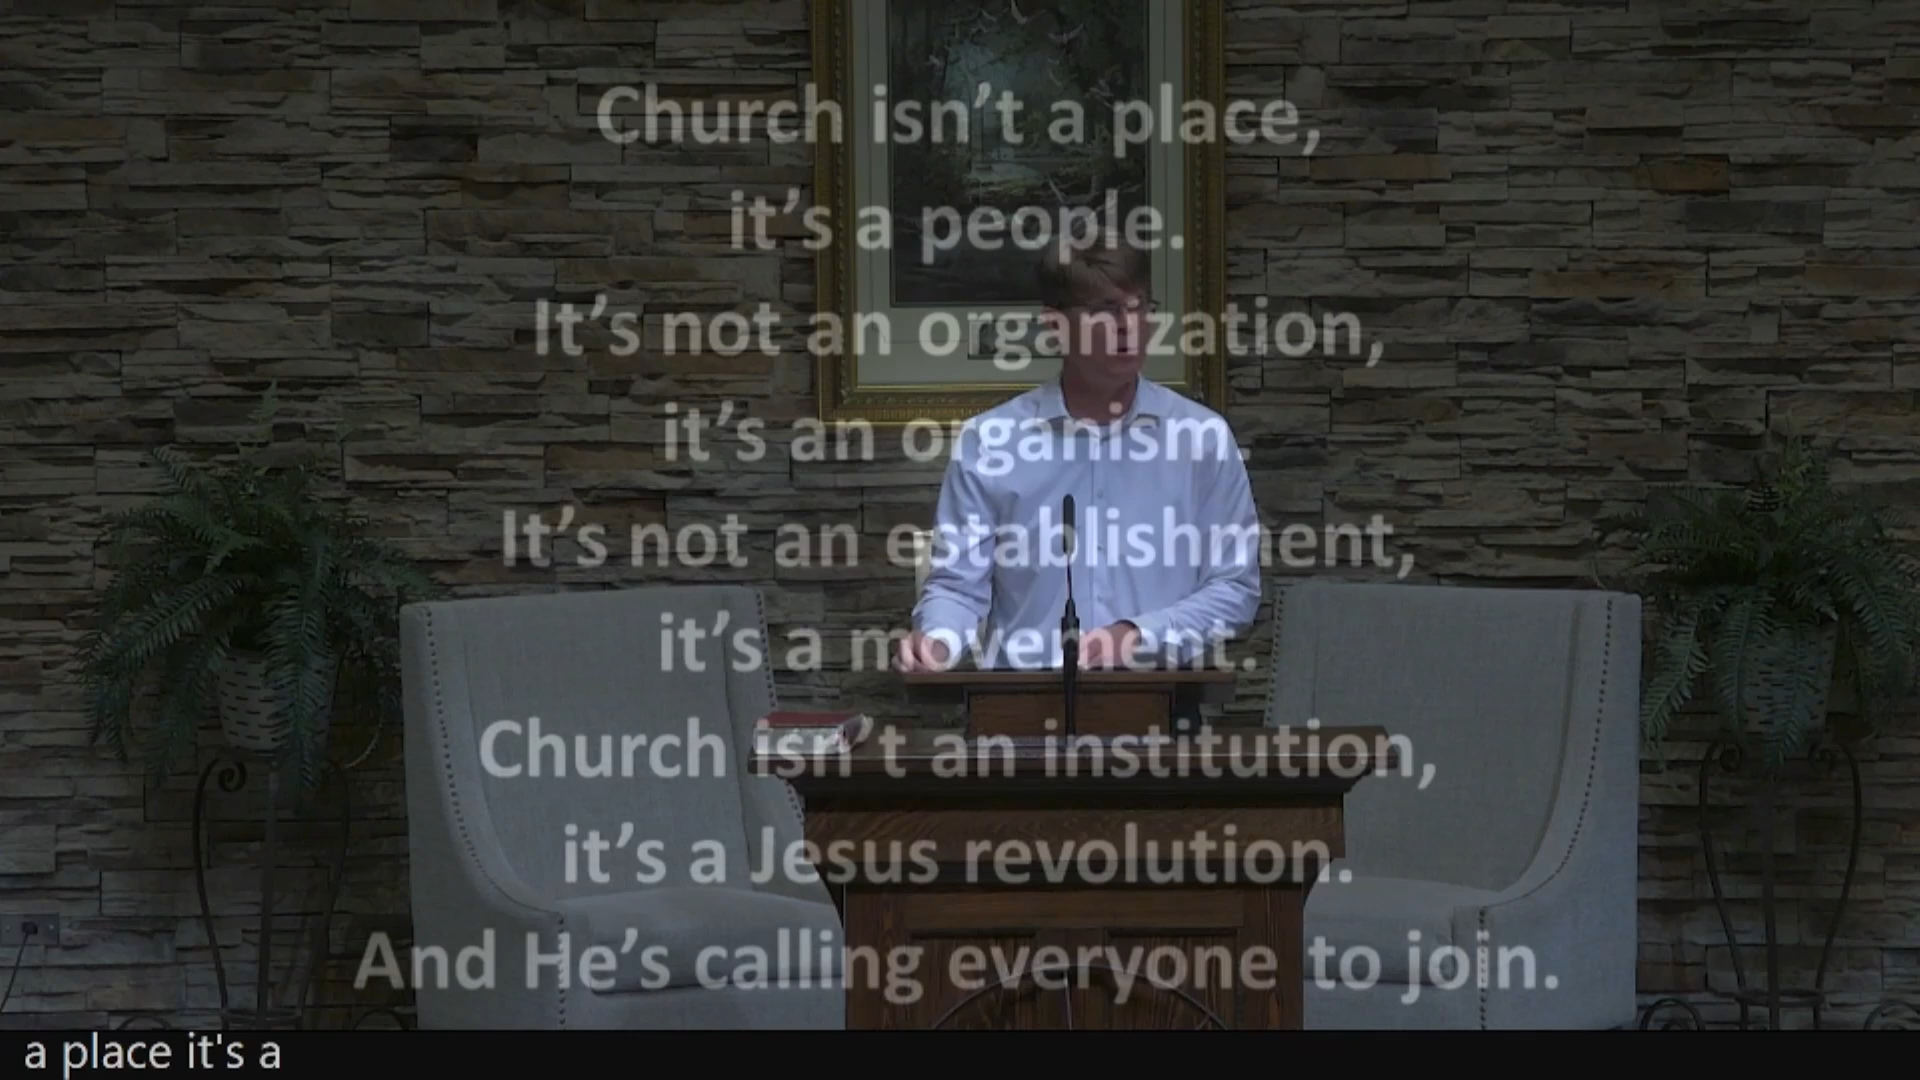 Church isn’t a place,
it’s a people.
It’s not an organization,
it’s an organism.
It’s not an establishment,
it’s a movement.
Church isn’t an institution,
it’s a Jesus revolution.
And He’s calling everyone to join.
a place it's a